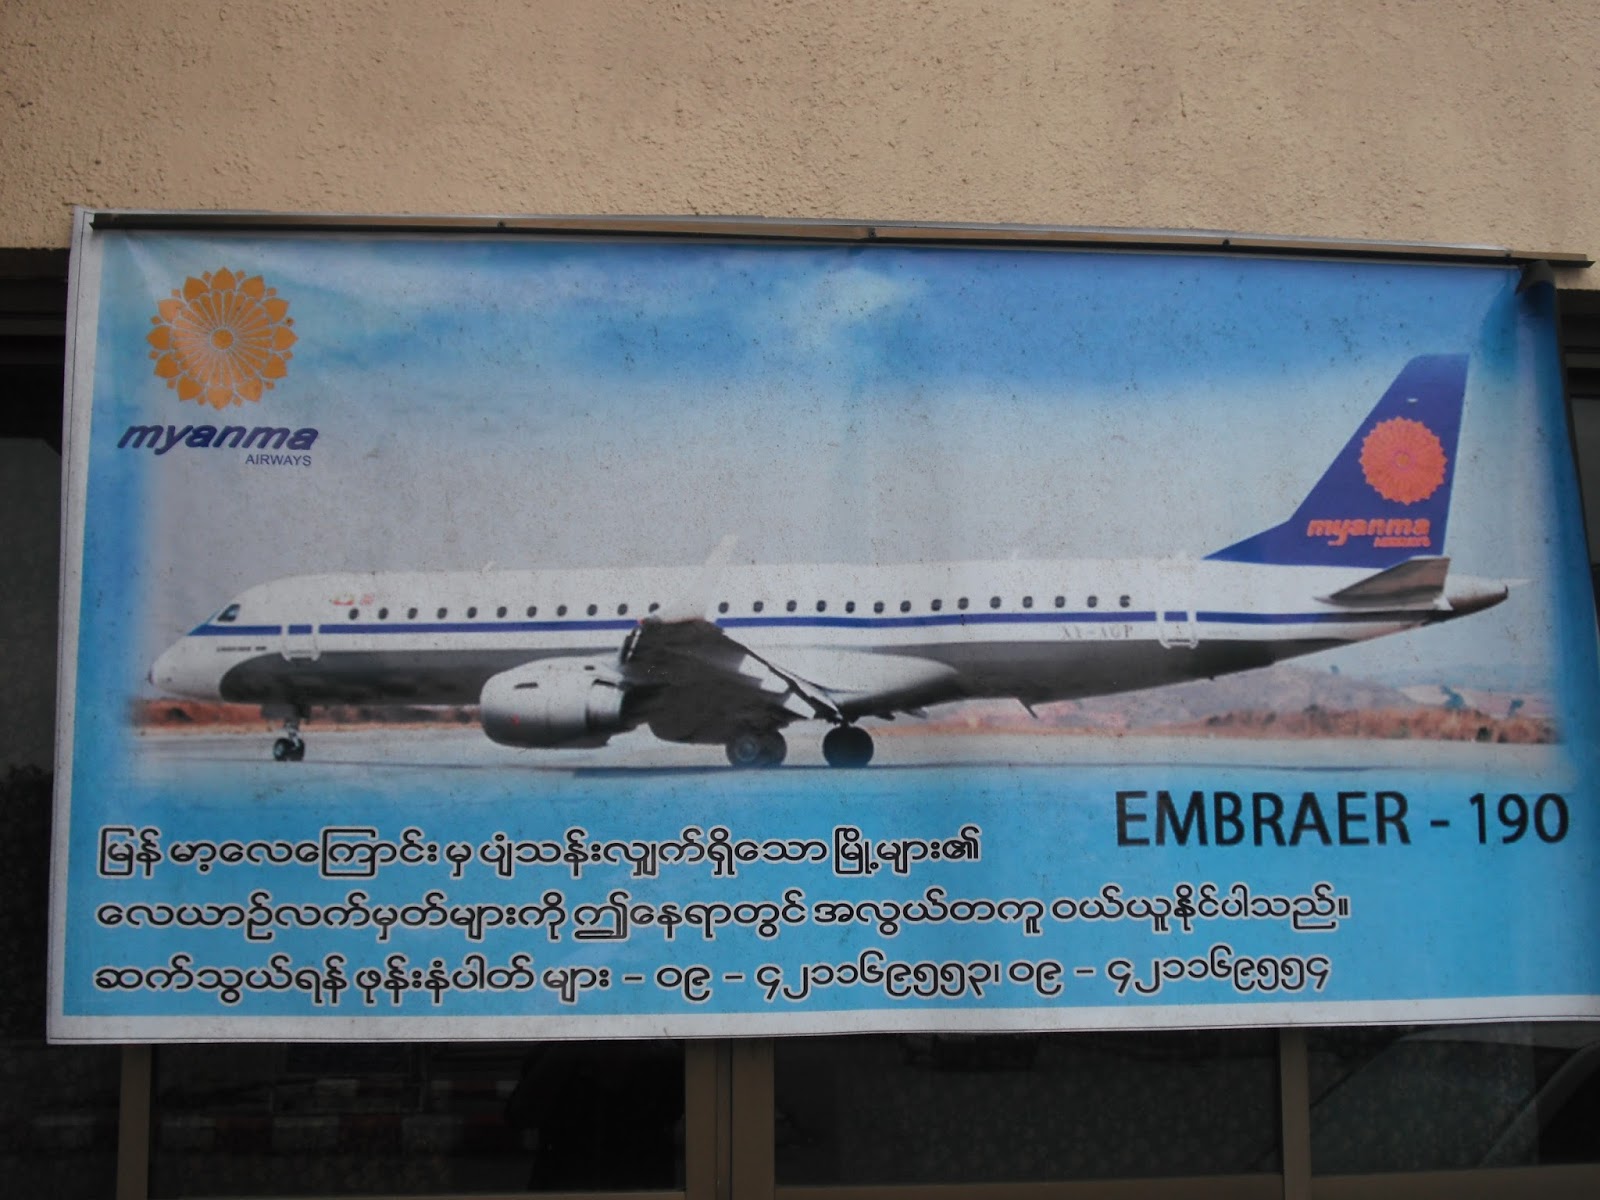 myanma
AIRWAYS
myanma
AIRWAYS
XY-AGP
EMBRAER - 190
မြန်မာ့လေကြောင်းမှ ပျံသန်းလျှက်ရှိသော မြို့များ၏
လေယာဉ်လက်မှတ်များကို ဤနေရာတွင် အလွယ်တကူ ဝယ်ယူနိုင်ပါသည်။
ဆက်သွယ်ရန် ဖုန်းနံပါတ် များ – ၀၉ – ၄၂၁၁၆၉၅၅၃၊ ၀၉ – ၄၂၁၁၆၉၅၅၄